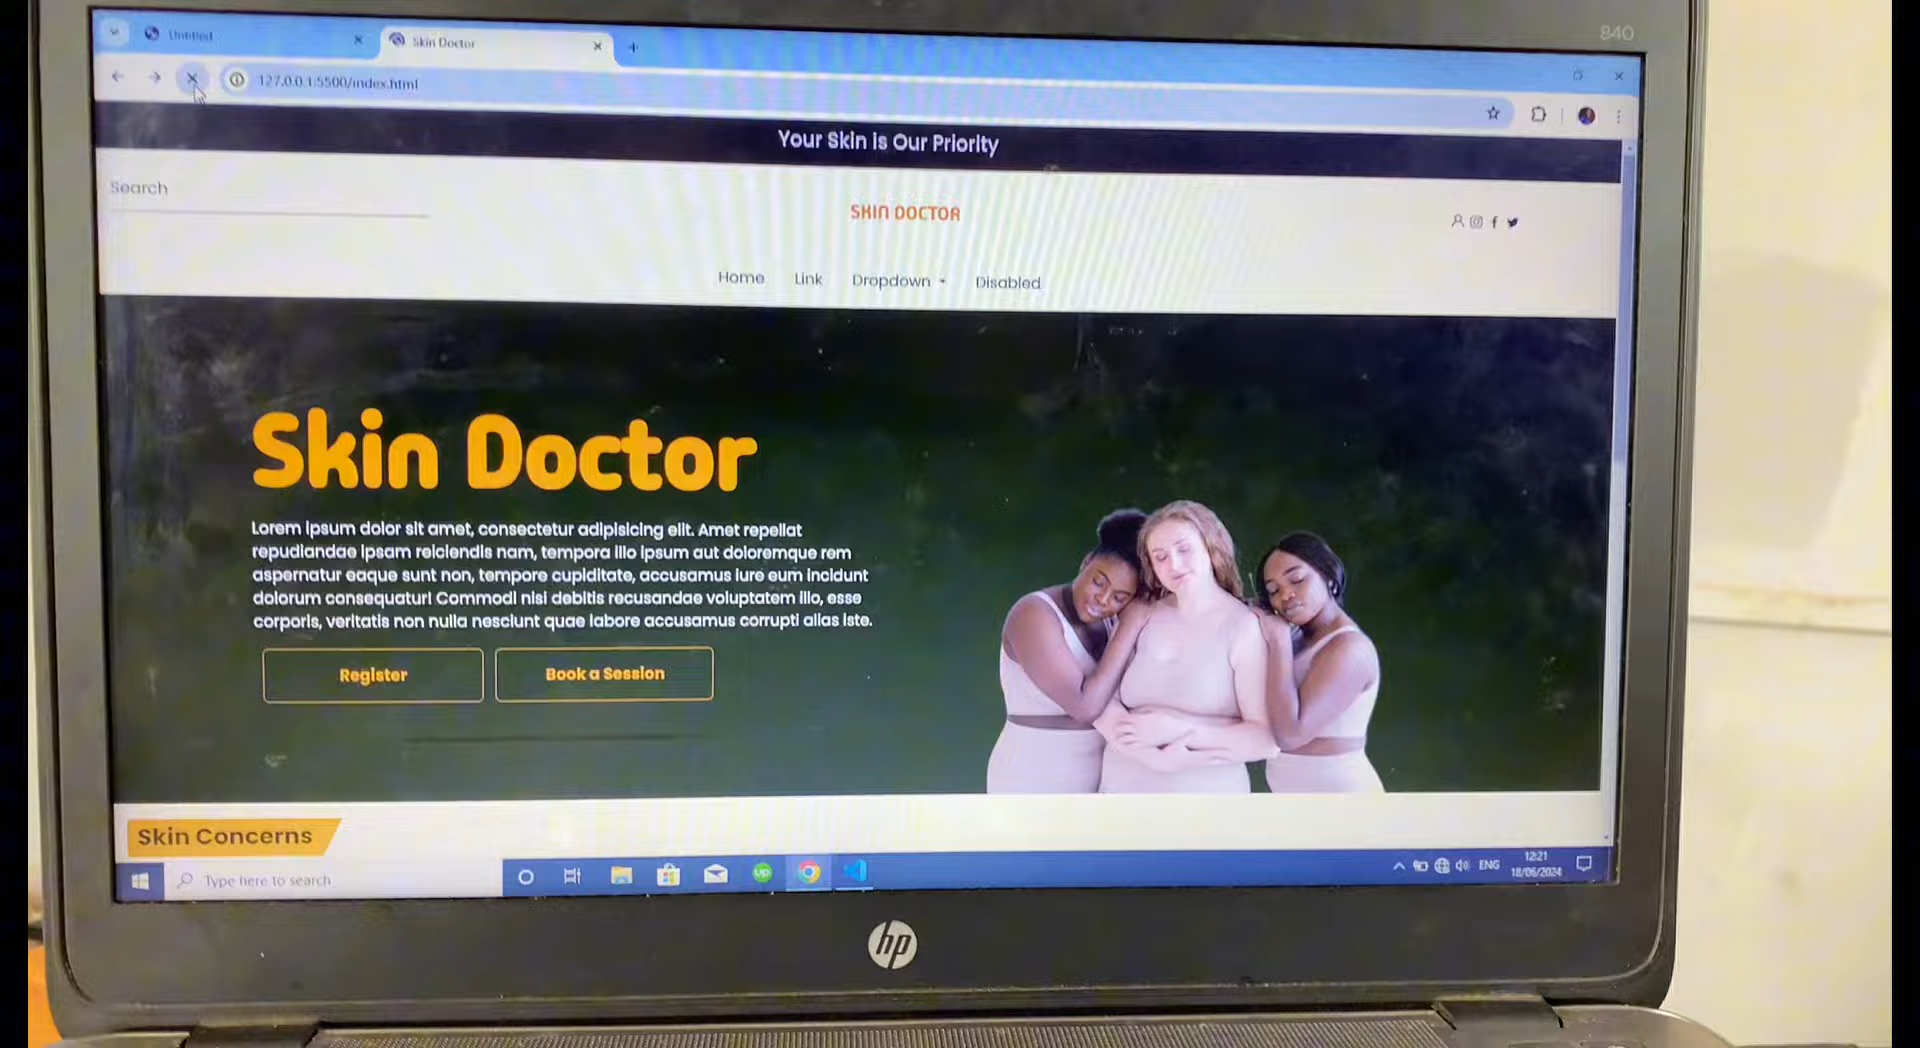 840
Untitled
Skin Doctor
127.0.0.1:5500/index.html
Your Skin is Our Priority
Search
SKIN DOCTOR
Home Link Dropdown Disabled
Skin Doctor
Lorem ipsum dolor sit amet, consectetur adipisicing elit. Amet repellat
repudiandae ipsam reiciendis nam, tempora illo ipsum aut doloremque rem
aspernatur eaque sunt non, tempore cupiditate, accusamus iure eum incidunt
dolorum consequatur! Commodi nisi debitis recusandae voluptatem illo, esse
corporis, veritatis non nulla nesciunt quae labore accusamus corrupti alias iste.
Register Book a Session
Skin Concerns
Type here to search
up
ENG
12:21
18/06/2024
hp